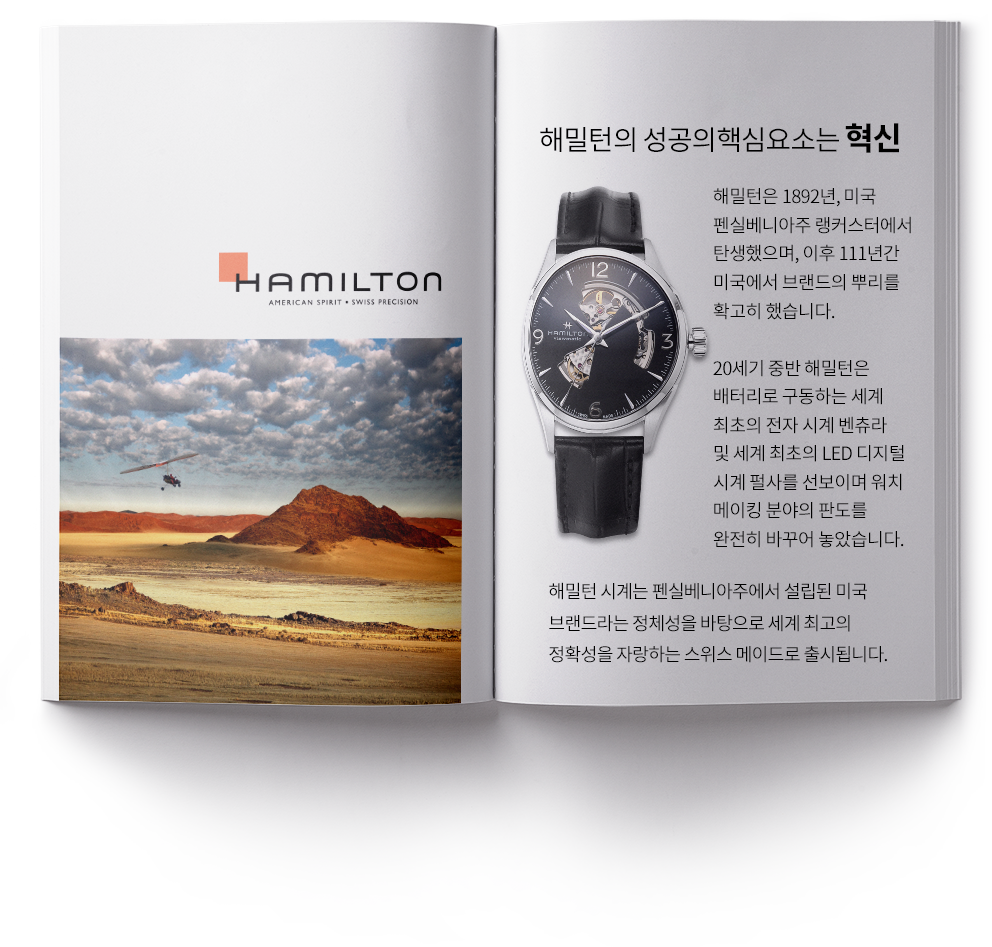 HAMILTON
AMERICAN SPIRIT • SWISS PRECISION
해밀턴의 성공의핵심요소는 혁신
12
HAMILTON
Automatic
9
3
6
SWISS MADE
해밀턴은 1892년, 미국
펜실베니아주 랭커스터에서
탄생했으며, 이후 111년간
미국에서 브랜드의 뿌리를
확고히 했습니다.
20세기 중반 해밀턴은
배터리로 구동하는 세계
최초의 전자 시계 벤츄라
및 세계 최초의 LED 디지털
시계 펄사를 선보이며 워치
메이킹 분야의 판도를
완전히 바꾸어 놓았습니다.
해밀턴 시계는 펜실베니아주에서 설립된 미국
브랜드라는 정체성을 바탕으로 세계 최고의
정확성을 자랑하는 스위스 메이드로 출시됩니다.